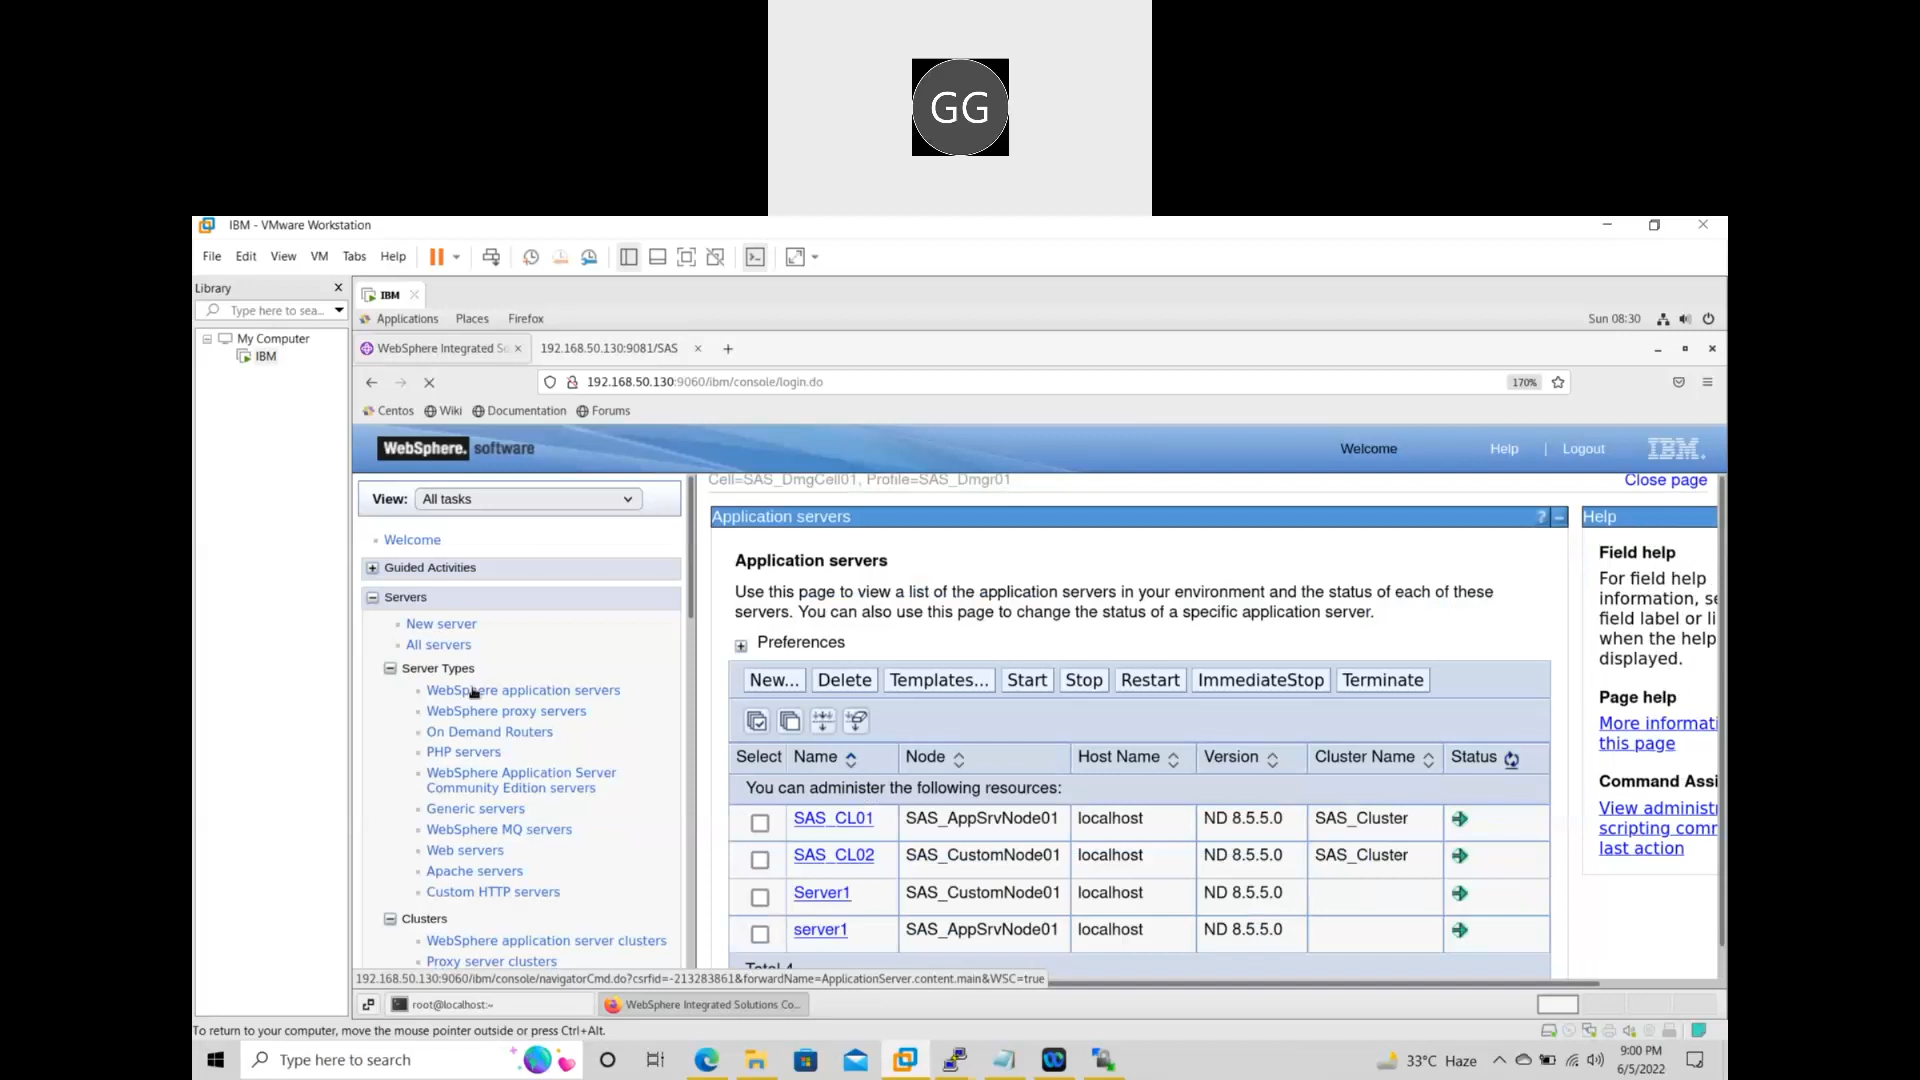 GG
IBM - VMware Workstation
File Edit View VM Tabs Help
Library
Type here to sea...
My Computer
IBM
IBM
Applications Places Firefox
Sun 08:30
WebSphere Integrated So
192.168.50.130:9081/SAS
192.168.50.130:9060/ibm/console/login.do
170%
Centos Wiki Documentation Forums
WebSphere. software
Welcome
Help | Logout
IBM.
View: All tasks
Welcome
Guided Activities
Servers
New server
All servers
Server Types
WebSphere application servers
WebSphere proxy servers
On Demand Routers
PHP servers
WebSphere Application Server
Community Edition servers
Generic servers
WebSphere MQ servers
Web servers
Apache servers
Custom HTTP servers
Clusters
WebSphere application server clusters
Proxy server clusters
Cell=SAS_DmgCell01, Profile=SAS_Dmgr01
Close page
Application servers
?
Application servers
Use this page to view a list of the application servers in your environment and the status of each of these
servers. You can also use this page to change the status of a specific application server.
Preferences
New... Delete Templates... Start Stop Restart ImmediateStop Terminate
Select Name Node Host Name Version Cluster Name Status
You can administer the following resources:
SAS_CL01 SAS_AppSrvNode01 localhost ND 8.5.5.0 SAS_Cluster
SAS_CL02 SAS_CustomNode01 localhost ND 8.5.5.0 SAS_Cluster
Server1 SAS_CustomNode01 localhost ND 8.5.5.0
server1 SAS_AppSrvNode01 localhost ND 8.5.5.0
Total 4
Help
Field help
For field help
information, se
field label or li
when the help
displayed.
Page help
More informati
this page
Command Assi
View administr
scripting comm
last action
192.168.50.130:9060/ibm/console/navigatorCmd.do?csrfid=-213283861&forwardName=ApplicationServer.content.main&WSC=true
root@localhost:~
WebSphere Integrated Solutions Co...
To return to your computer, move the mouse pointer outside or press Ctrl+Alt.
Type here to search
33°C Haze
9:00 PM
6/5/2022